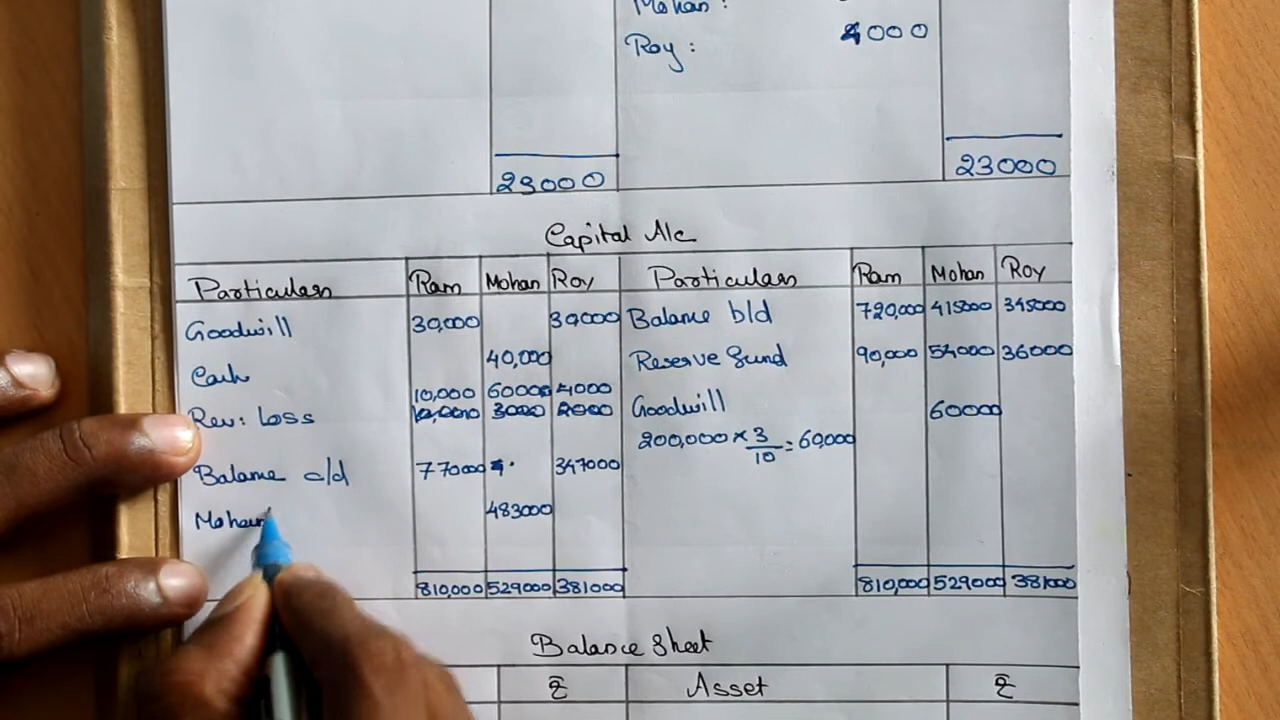 Mohan:
Roy: 4000
23000 23000
Capital A/c
Particulars Ram Mohan Roy Particulars Ram Mohan Roy
Goodwill 30,000 30000 Balance b/d 720,000 415000 345000
40,000 Reserve Fund 90,000 54000 36000
Cash
10,000 60000 4000 Goodwill 60000
Rev: Loss 3000 2000
200,000 × 3/10 = 60,000
Balance c/d 77000 347000
483000
Mohan
810,000 529000 381000 810,000 529000 381000
Balance Sheet
₹ Asset ₹